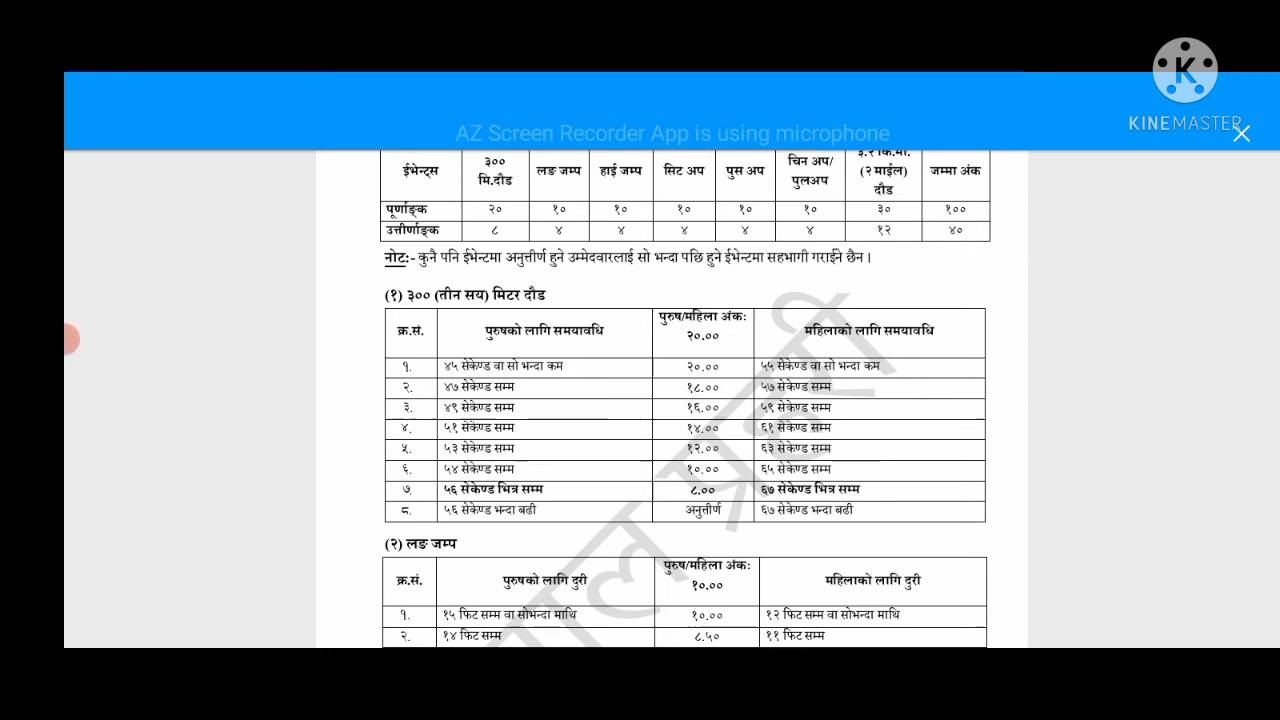 KINEMASTER
AZ Screen Recorder App is using microphone
ईभेन्ट्स ३०० मि.दौड लङ जम्प हाई जम्प सिट अप पुस अप चिन अप/ पुलअप ३.२ कि.मी. (२ माईल) दौड जम्मा अंक
पूर्णाङ्क २० १० १० १० १० १० ३० १००
उत्तीर्णाङ्क ८ ४ ४ ४ ४ ४ १२ ४०
नोटः- कुनै पनि ईभेन्टमा अनुत्तीर्ण हुने उम्मेदवारलाई सो भन्दा पछि हुने ईभेन्टमा सहभागी गराईने छैन।
(१) ३०० (तीन सय) मिटर दौड
क्र.सं. पुरुषको लागि समयावधि पुरुष/महिला अंकः २०.०० महिलाको लागि समयावधि
१. ४५ सेकेण्ड वा सो भन्दा कम २०.०० ५५ सेकेण्ड वा सो भन्दा कम
२. ४७ सेकेण्ड सम्म १८.०० ५७ सेकेण्ड सम्म
३. ४९ सेकेण्ड सम्म १६.०० ५९ सेकेण्ड सम्म
४. ५१ सेकेण्ड सम्म १४.०० ६१ सेकेण्ड सम्म
५. ५३ सेकेण्ड सम्म १२.०० ६३ सेकेण्ड सम्म
६. ५४ सेकेण्ड सम्म १०.०० ६५ सेकेण्ड सम्म
७. ५६ सेकेण्ड भित्र सम्म ८.०० ६७ सेकेण्ड भित्र सम्म
८. ५६ सेकेण्ड भन्दा बढी अनुत्तीर्ण ६७ सेकेण्ड भन्दा बढी
(२) लङ जम्प
क्र.सं. पुरुषको लागि दुरी पुरुष/महिला अंकः १०.०० महिलाको लागि दुरी
१. १५ फिट सम्म वा सोभन्दा माथि १०.०० १२ फिट सम्म वा सोभन्दा माथि
२. १४ फिट सम्म ८.५० ११ फिट सम्म